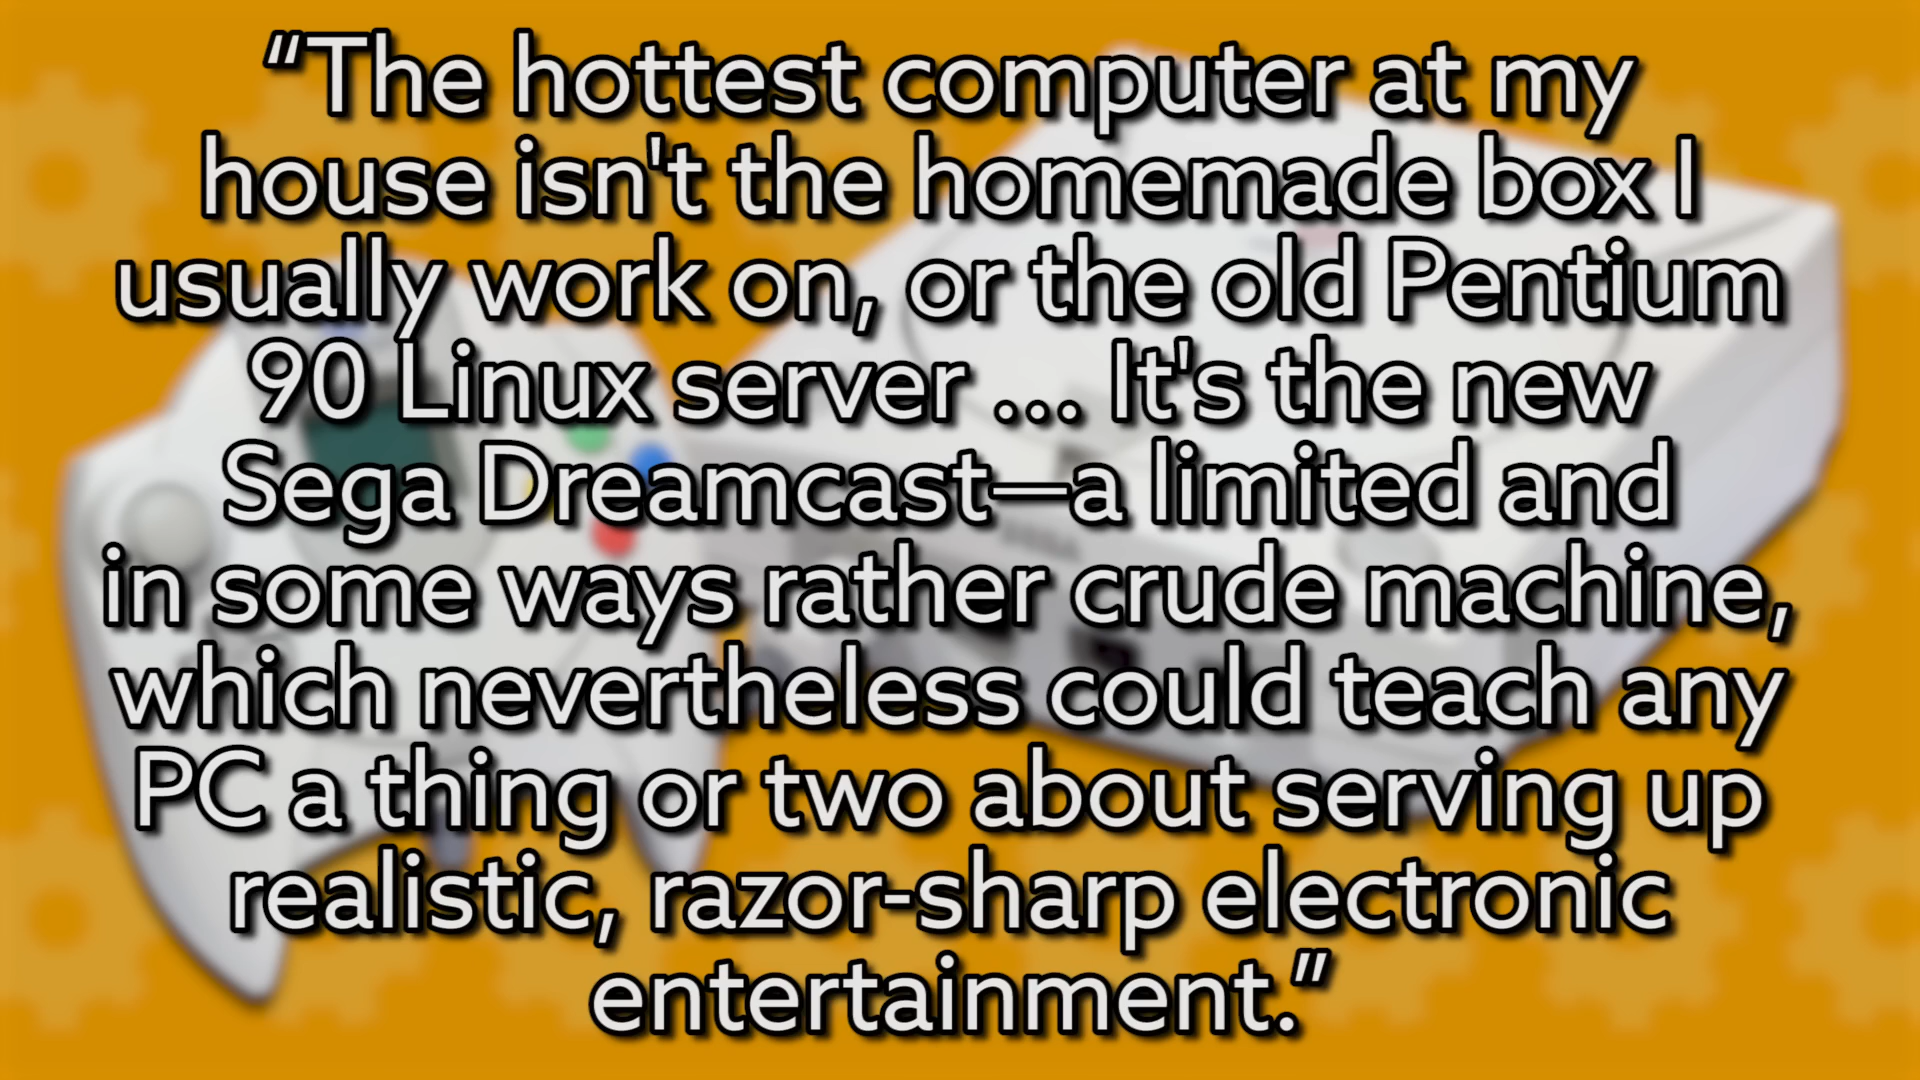 “The hottest computer at my
house isn't the homemade box I
usually work on, or the old Pentium
90 Linux server ... It's the new
Sega Dreamcast—a limited and
in some ways rather crude machine,
which nevertheless could teach any
PC a thing or two about serving up
realistic, razor-sharp electronic
entertainment.”